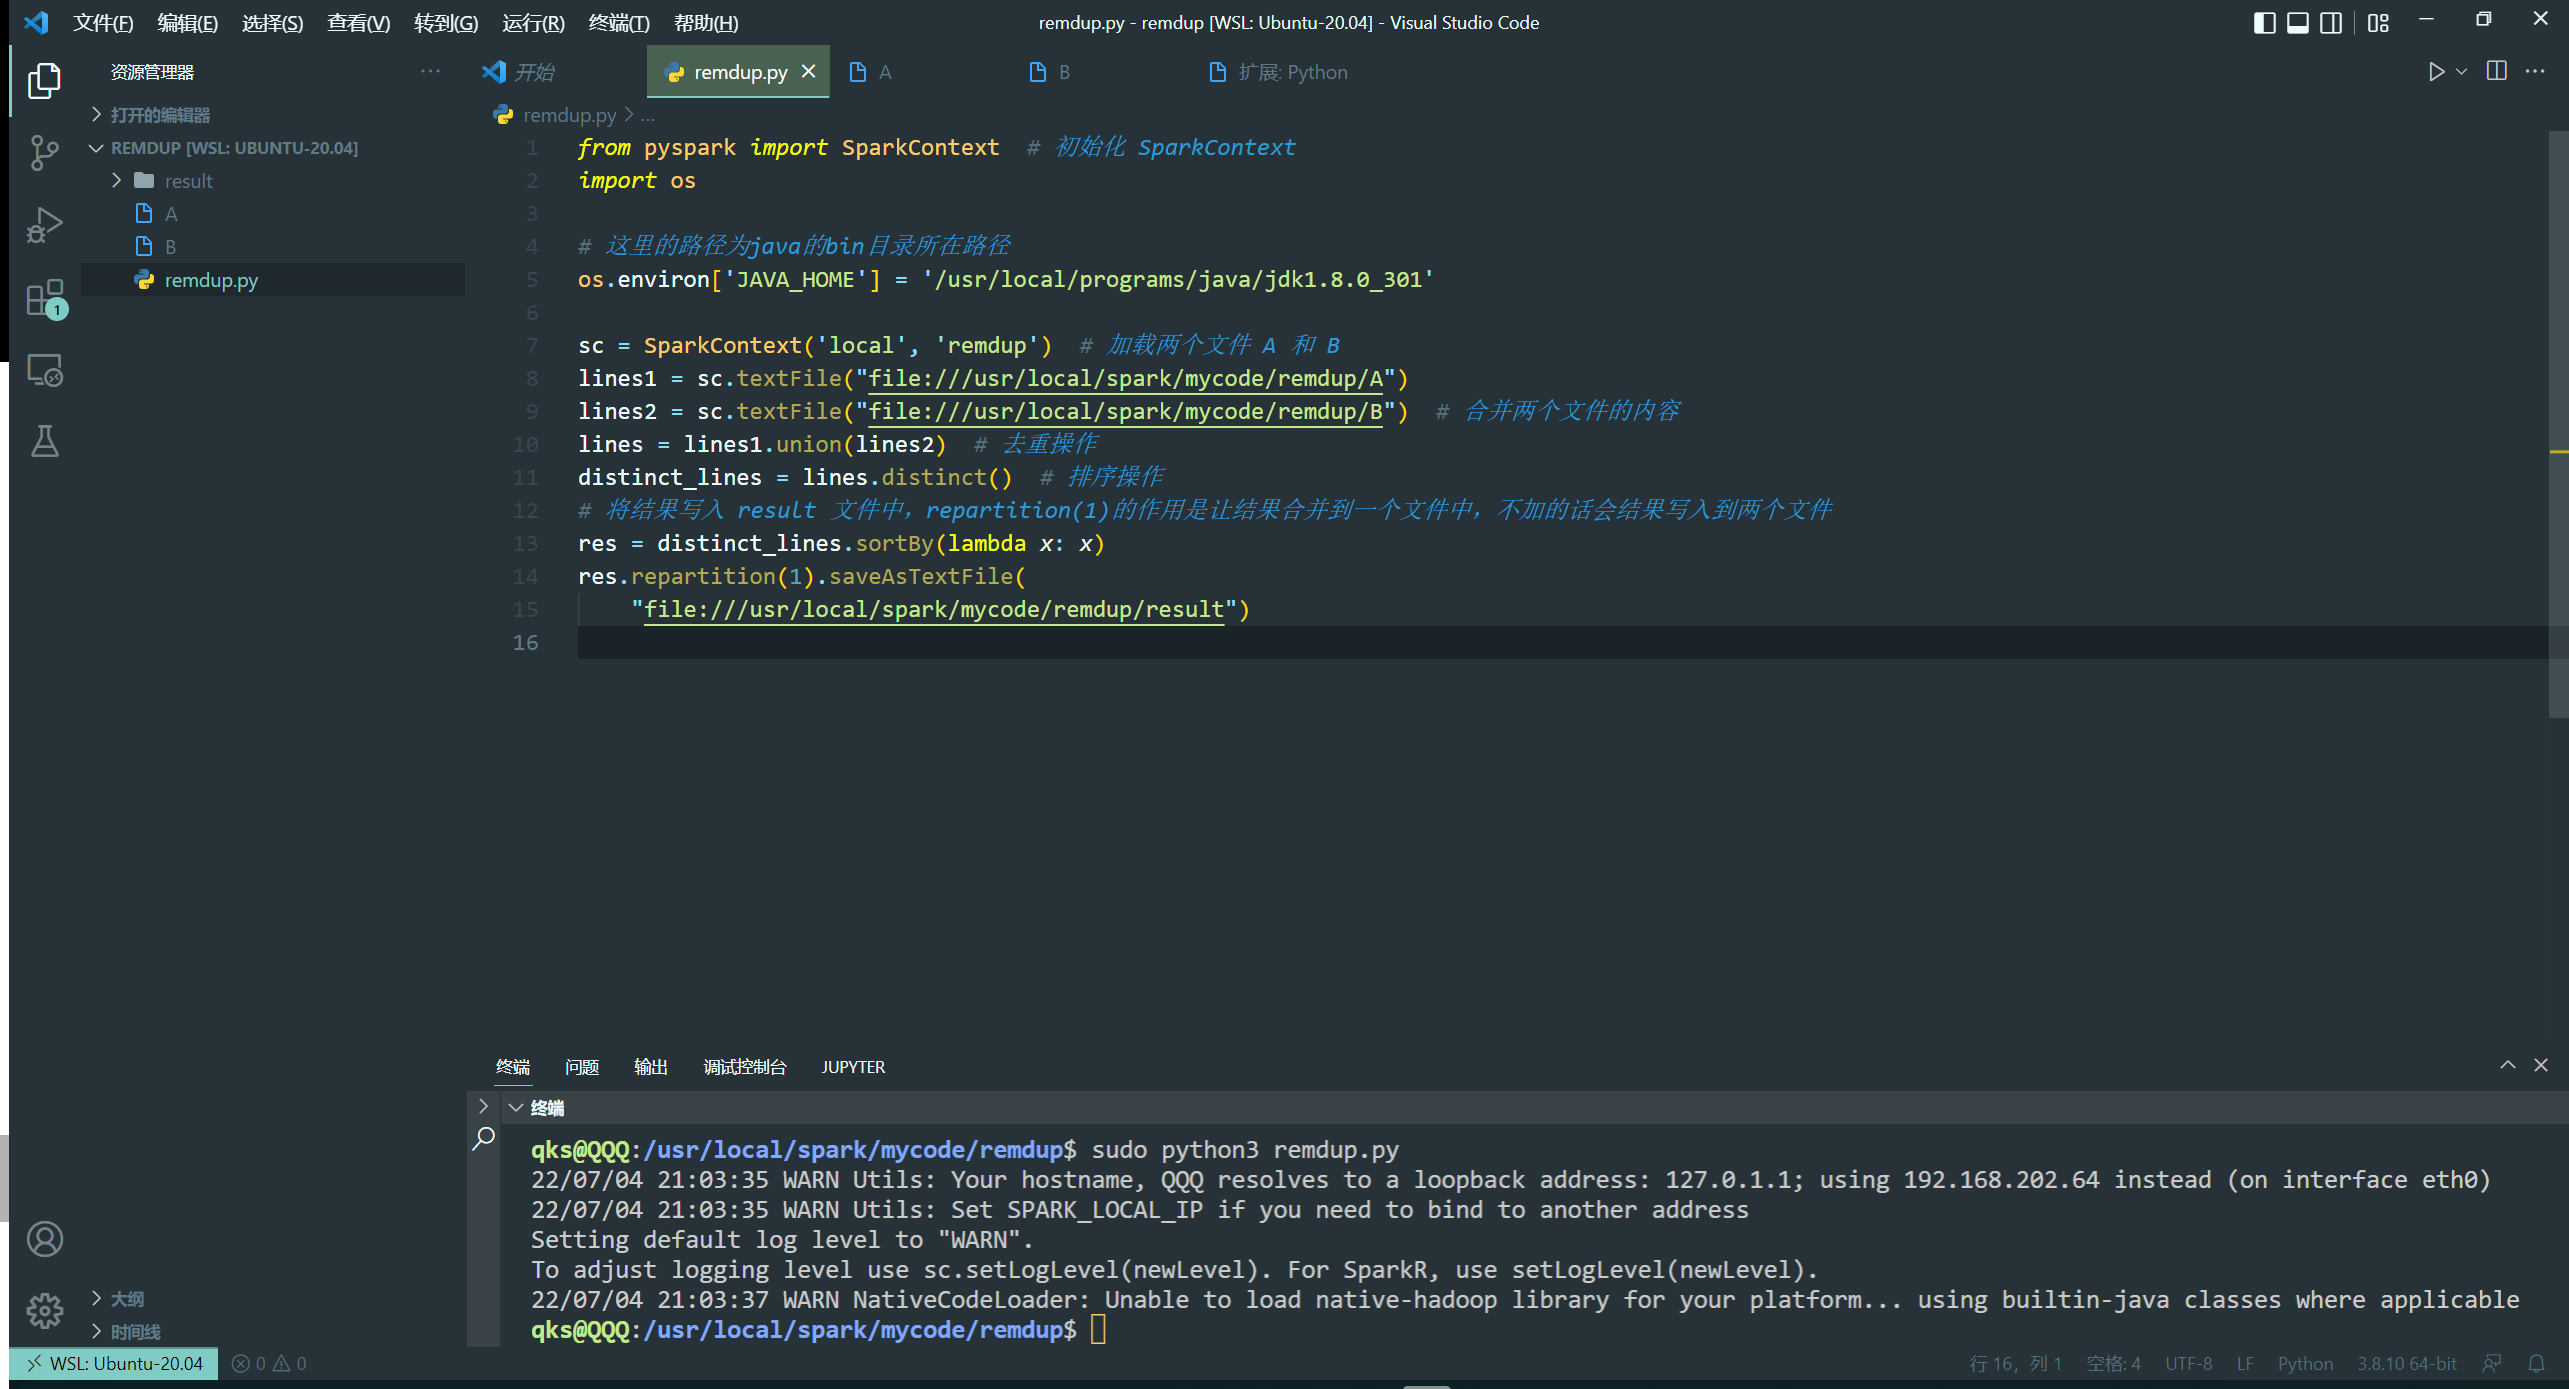 文件(F) 编辑(E) 选择(S) 查看(V) 转到(G) 运行(R) 终端(T) 帮助(H) remdup.py - remdup [WSL: Ubuntu-20.04] - Visual Studio Code
资源管理器
打开的编辑器
REMDUP [WSL: UBUNTU-20.04]
result
A
B
remdup.py
1
开始 remdup.py A B 扩展: Python
remdup.py > ...
1 from pyspark import SparkContext  # 初始化 SparkContext
2 import os
3
4 # 这里的路径为java的bin目录所在路径
5 os.environ['JAVA_HOME'] = '/usr/local/programs/java/jdk1.8.0_301'
6
7 sc = SparkContext('local', 'remdup')  # 加载两个文件 A 和 B
8 lines1 = sc.textFile("file:///usr/local/spark/mycode/remdup/A")
9 lines2 = sc.textFile("file:///usr/local/spark/mycode/remdup/B")  # 合并两个文件的内容
10 lines = lines1.union(lines2)  # 去重操作
11 distinct_lines = lines.distinct()  # 排序操作
12 # 将结果写入 result 文件中，repartition(1)的作用是让结果合并到一个文件中，不加的话会结果写入到两个文件
13 res = distinct_lines.sortBy(lambda x: x)
14 res.repartition(1).saveAsTextFile(
15     "file:///usr/local/spark/mycode/remdup/result")
16
终端 问题 输出 调试控制台 JUPYTER
终端
qks@QQQ:/usr/local/spark/mycode/remdup$ sudo python3 remdup.py
22/07/04 21:03:35 WARN Utils: Your hostname, QQQ resolves to a loopback address: 127.0.1.1; using 192.168.202.64 instead (on interface eth0)
22/07/04 21:03:35 WARN Utils: Set SPARK_LOCAL_IP if you need to bind to another address
Setting default log level to "WARN".
To adjust logging level use sc.setLogLevel(newLevel). For SparkR, use setLogLevel(newLevel).
22/07/04 21:03:37 WARN NativeCodeLoader: Unable to load native-hadoop library for your platform... using builtin-java classes where applicable
qks@QQQ:/usr/local/spark/mycode/remdup$
大纲
时间线
WSL: Ubuntu-20.04 0 0 行 16，列 1 空格: 4 UTF-8 LF Python 3.8.10 64-bit